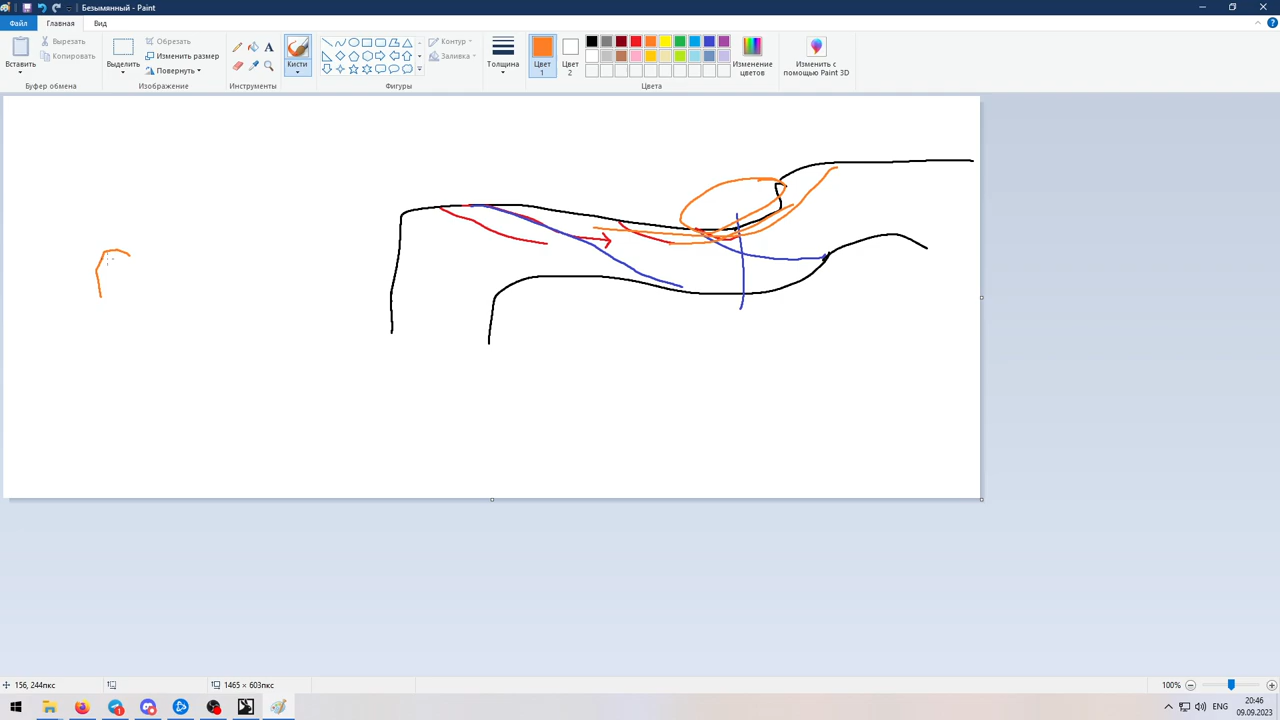 Безымянный - Paint
Файл
Главная
Вид
Вставить
Вырезать
Копировать
Буфер обмена
Выделить
Обрезать
Изменить размер
Повернуть
Изображение
A
Инструменты
Кисти
Контур
Заливка
Фигуры
Толщина
Цвет
1
Цвет
2
Изменение
цветов
Цвета
Изменить с
помощью Paint 3D
156, 244пкс
1465 × 603пкс
100%
ENG
20:46
09.09.2023